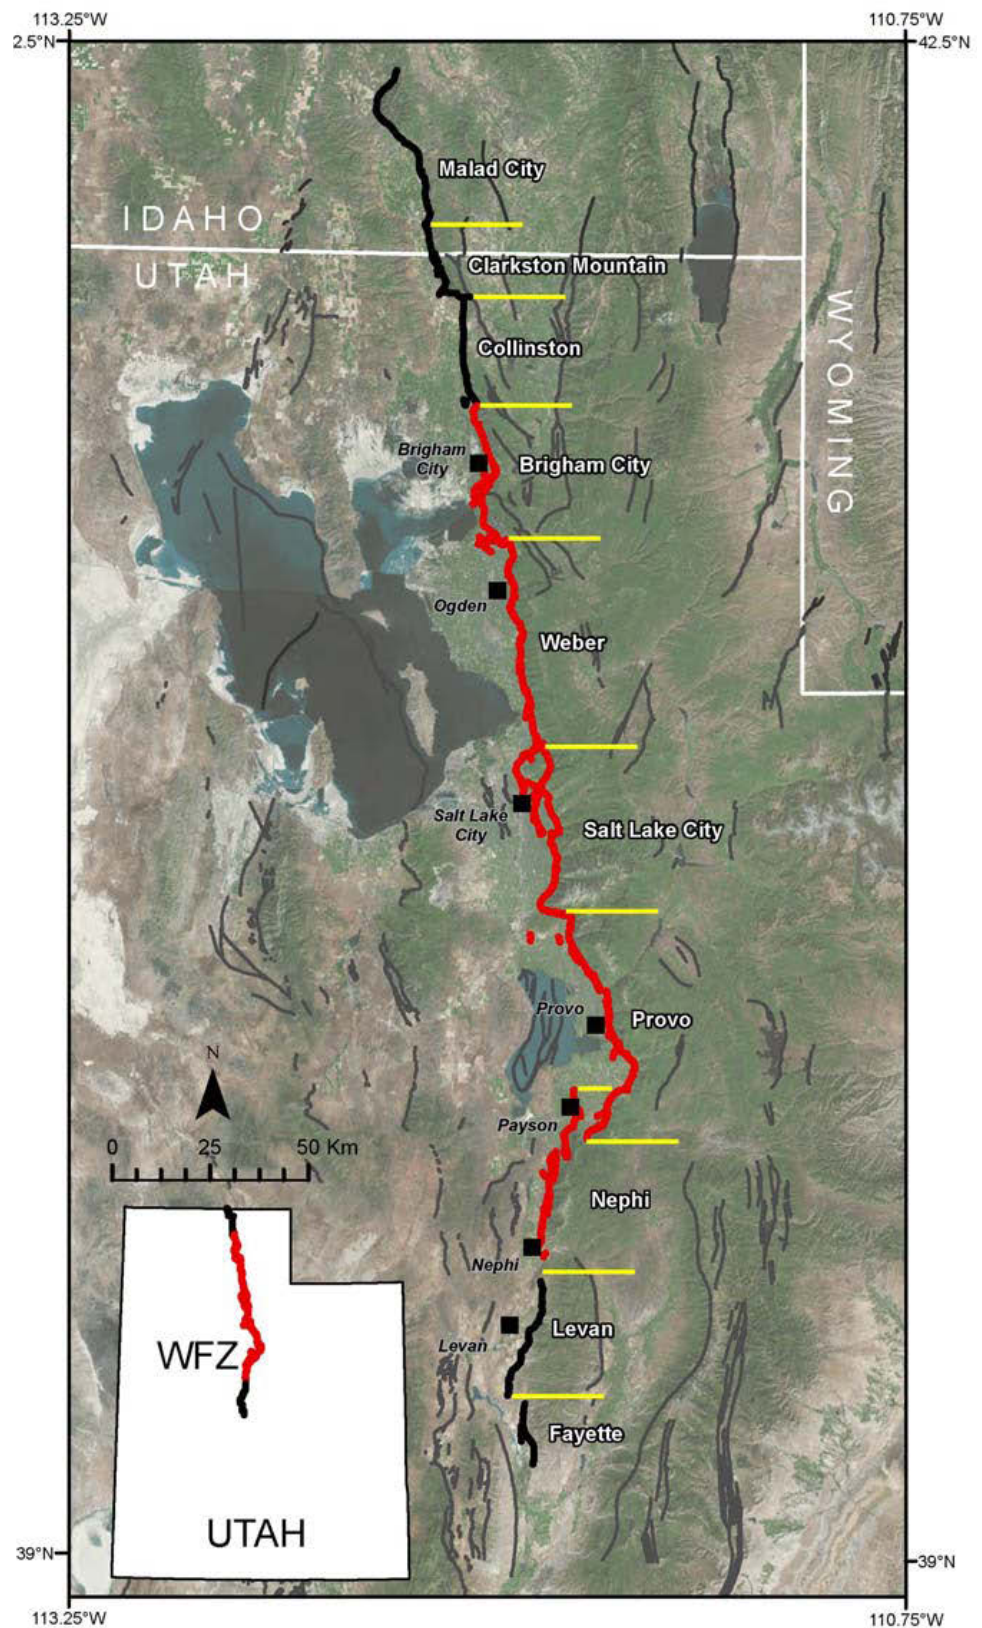 113.25°W
110.75°W
2.5°N
42.5°N
Malad City
IDAHO
UTAH
Clarkston Mountain
WYOMING
Collinston
Brigham
City
Brigham City
Ogden
Weber
Salt Lake
City
Salt Lake City
Provo
Provo
N
Payson
0 25 50 Km
Nephi
Nephi
Levan
Levan
WFZ
Fayette
UTAH
39°N
39°N
113.25°W
110.75°W